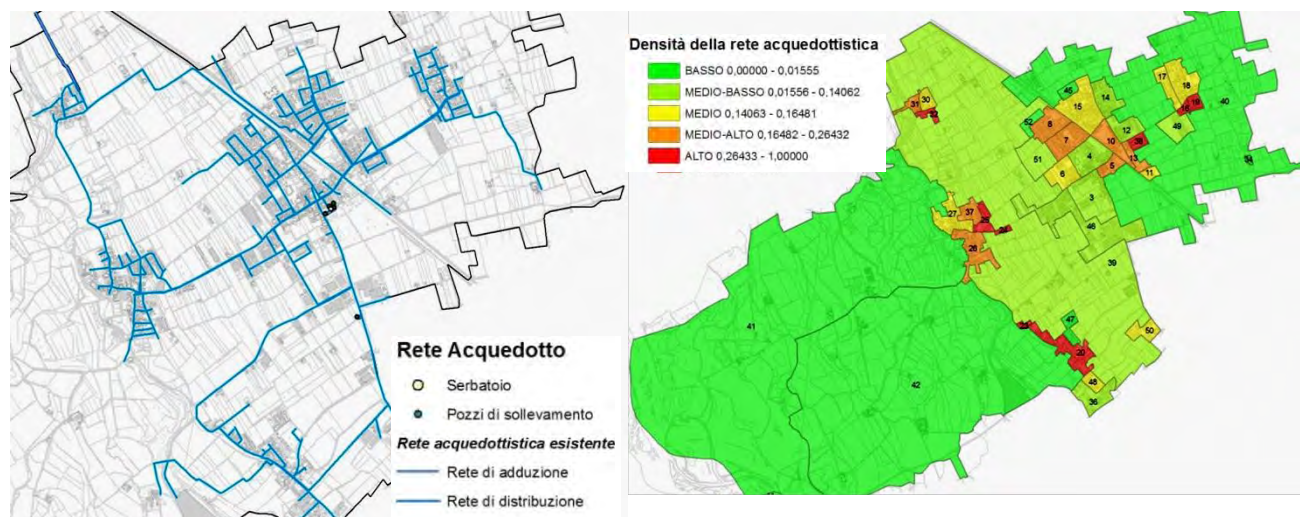 Rete Acquedotto
Serbatoio
Pozzi di sollevamento
Rete acquedottistica esistente
Rete di adduzione
Rete di distribuzione
Densità della rete acquedottistica
BASSO 0,00000 - 0,01555
MEDIO-BASSO 0,01556 - 0,14062
MEDIO 0,14063 - 0,16481
MEDIO-ALTO 0,16482 - 0,26432
ALTO 0,26433 - 1,00000
17
18
19
40
45
14
15
31
30
52
8
12
49
7
10
51
4
13
34
6
5
11
3
27
37
46
26
39
47
50
41
20
42
48
36